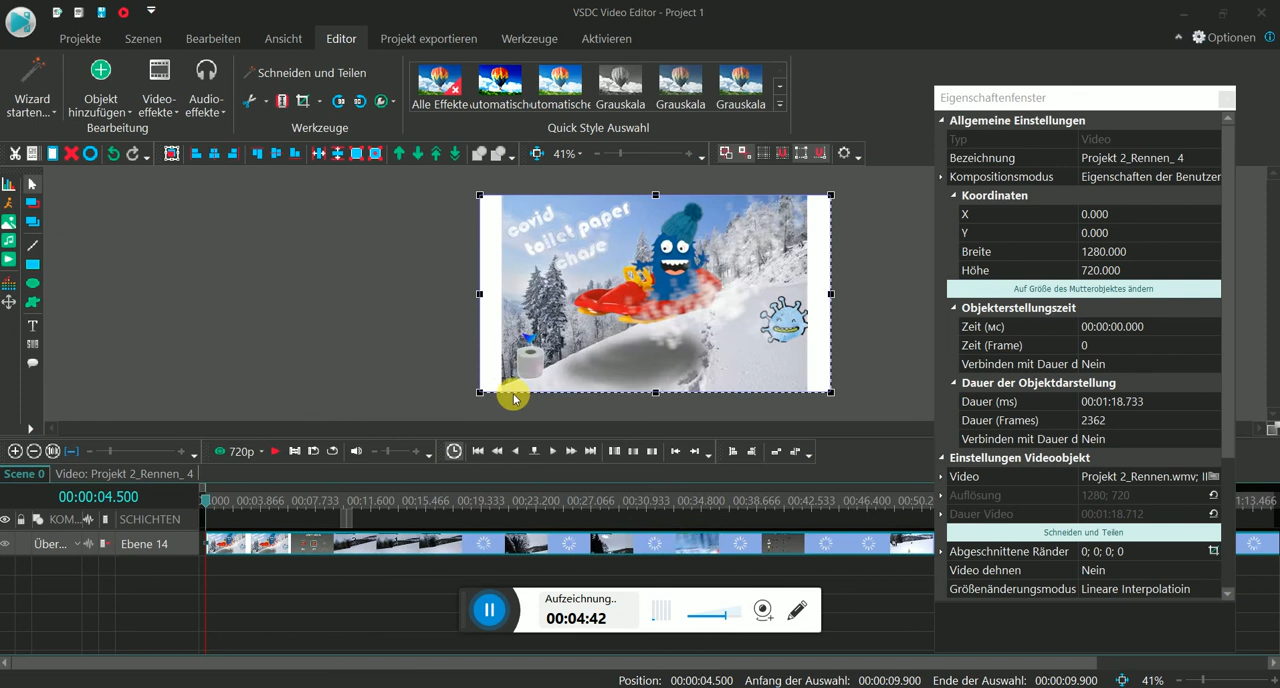 VSDC Video Editor - Project 1
Projekte
Szenen
Bearbeiten
Ansicht
Editor
Projekt exportieren
Werkzeuge
Aktivieren
Optionen
Wizard starten...
Objekt hinzufügen
Video-effekte
Audio-effekte
Bearbeitung
Schneiden und Teilen
Werkzeuge
Alle Effekte
utomatisch
utomatische
Grauskala
Grauskala
Grauskala
Quick Style Auswahl
41%
Eigenschaftenfenster
Allgemeine Einstellungen
Typ Video
Bezeichnung Projekt 2_Rennen_ 4
Kompositionsmodus Eigenschaften der Benutzer
Koordinaten
X 0.000
Y 0.000
Breite 1280.000
Höhe 720.000
Auf Größe des Mutterobjektes ändern
Objekterstellungszeit
Zeit (мс) 00:00:00.000
Zeit (Frame) 0
Verbinden mit Dauer d Nein
Dauer der Objektdarstellung
Dauer (ms) 00:01:18.733
Dauer (Frames) 2362
Verbinden mit Dauer d Nein
Einstellungen Videoobjekt
Video Projekt 2_Rennen.wmv; II
Auflösung 1280; 720
Dauer Video 00:01:18.712
Schneiden und Teilen
Abgeschnittene Ränder 0; 0; 0; 0
Video dehnen Nein
Größenänderungsmodus Lineare Interpolatioin
covid
toilet paper
chase
720p
Scene 0
Video: Projekt 2_Rennen_ 4
00:00:04.500
000 00:03.866 00:07.733 00:11.600 00:15.466 00:19.333 00:23.200 00:27.066 00:30.933 00:34.800 00:38.666 00:42.533 00:46.400 00:50.2
1:13.466
KOM...
SCHICHTEN
Über...
Ebene 14
Aufzeichnung..
00:04:42
Position: 00:00:04.500 Anfang der Auswahl: 00:00:09.900 Ende der Auswahl: 00:00:09.900 41%